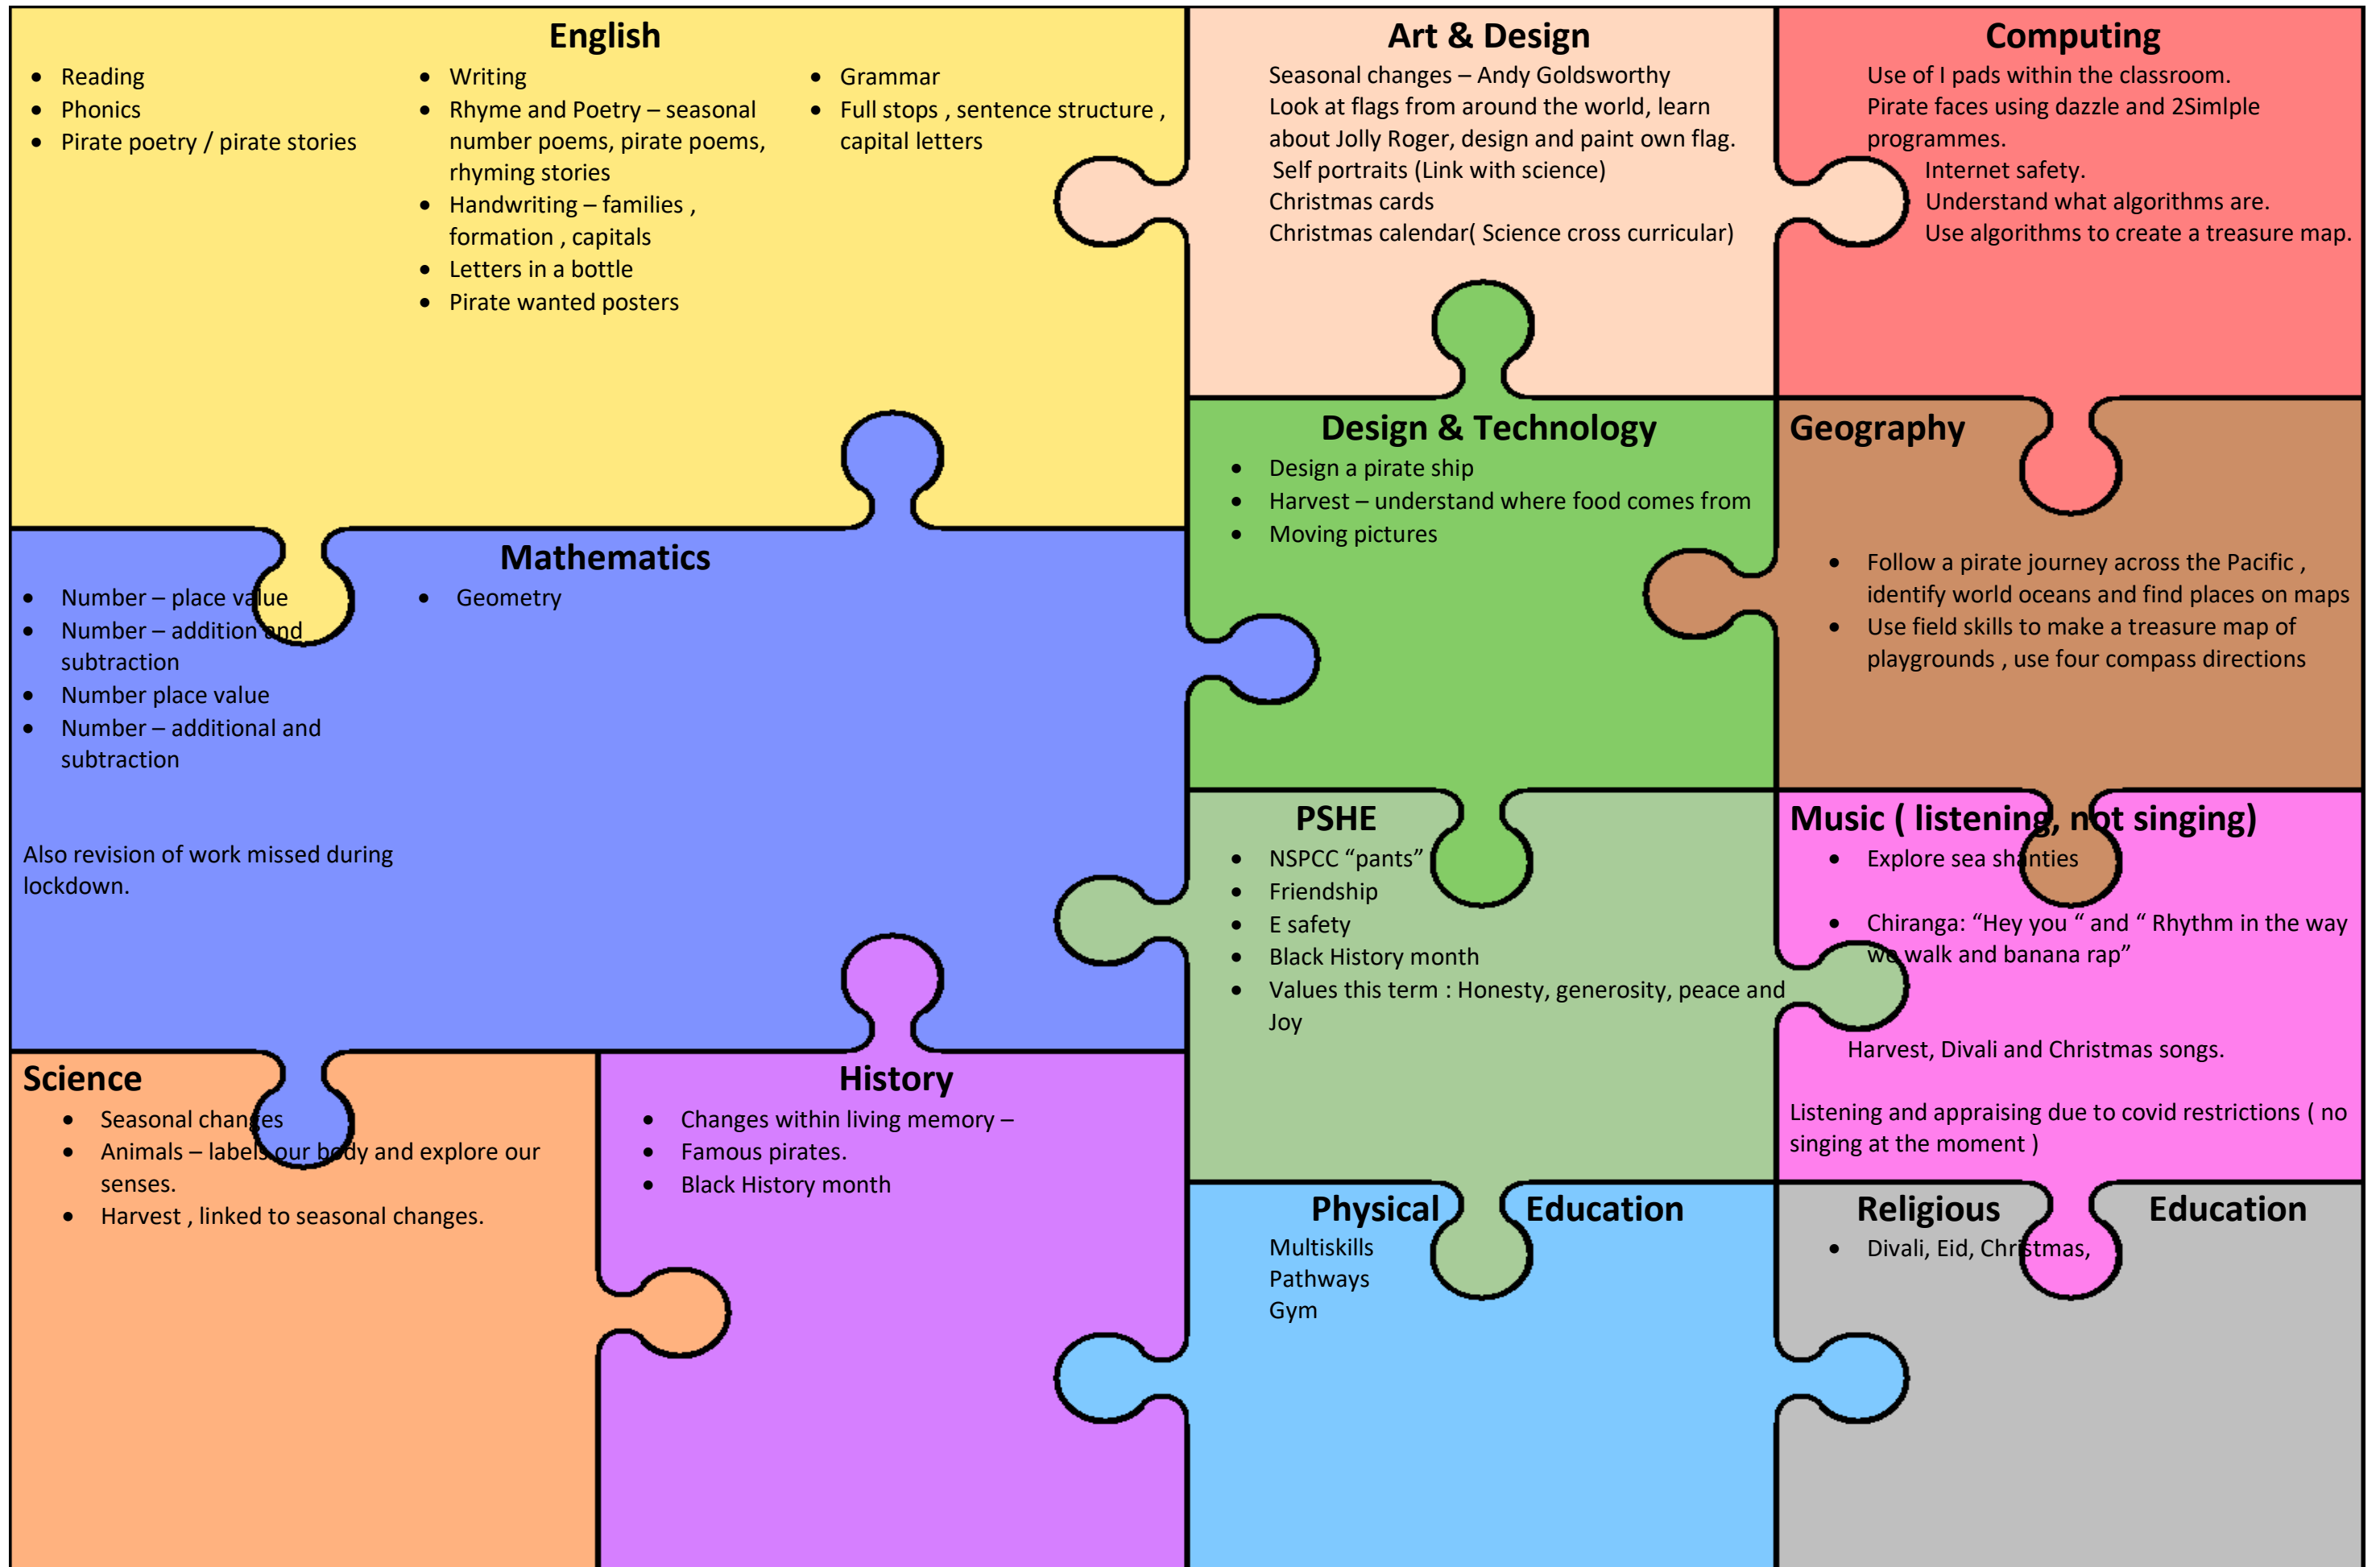 English
• Reading
• Phonics
• Pirate poetry / pirate stories
• Writing
• Rhyme and Poetry – seasonal
number poems, pirate poems,
rhyming stories
• Handwriting – families ,
formation , capitals
• Letters in a bottle
• Pirate wanted posters
• Grammar
• Full stops , sentence structure ,
capital letters
Art & Design
Seasonal changes – Andy Goldsworthy
Look at flags from around the world, learn
about Jolly Roger, design and paint own flag.
Self portraits (Link with science)
Christmas cards
Christmas calendar( Science cross curricular)
Computing
Use of I pads within the classroom.
Pirate faces using dazzle and 2Simlple
programmes.
Internet safety.
Understand what algorithms are.
Use algorithms to create a treasure map.
Mathematics
• Number – place value
• Number – addition and
subtraction
• Number place value
• Number – additional and
subtraction
Also revision of work missed during
lockdown.
• Geometry
Design & Technology
• Design a pirate ship
• Harvest – understand where food comes from
• Moving pictures
Geography
• Follow a pirate journey across the Pacific ,
identify world oceans and find places on maps
• Use field skills to make a treasure map of
playgrounds , use four compass directions
PSHE
• NSPCC “pants”
• Friendship
• E safety
• Black History month
• Values this term : Honesty, generosity, peace and
Joy
Music ( listening, not singing)
• Explore sea shanties
• Chiranga: “Hey you “ and “ Rhythm in the way
we walk and banana rap”
Harvest, Divali and Christmas songs.
Listening and appraising due to covid restrictions ( no
singing at the moment )
Science
• Seasonal changes
• Animals – labels our body and explore our
senses.
• Harvest , linked to seasonal changes.
History
• Changes within living memory –
• Famous pirates.
• Black History month
Physical Education
Multiskills
Pathways
Gym
Religious Education
• Divali, Eid, Christmas,